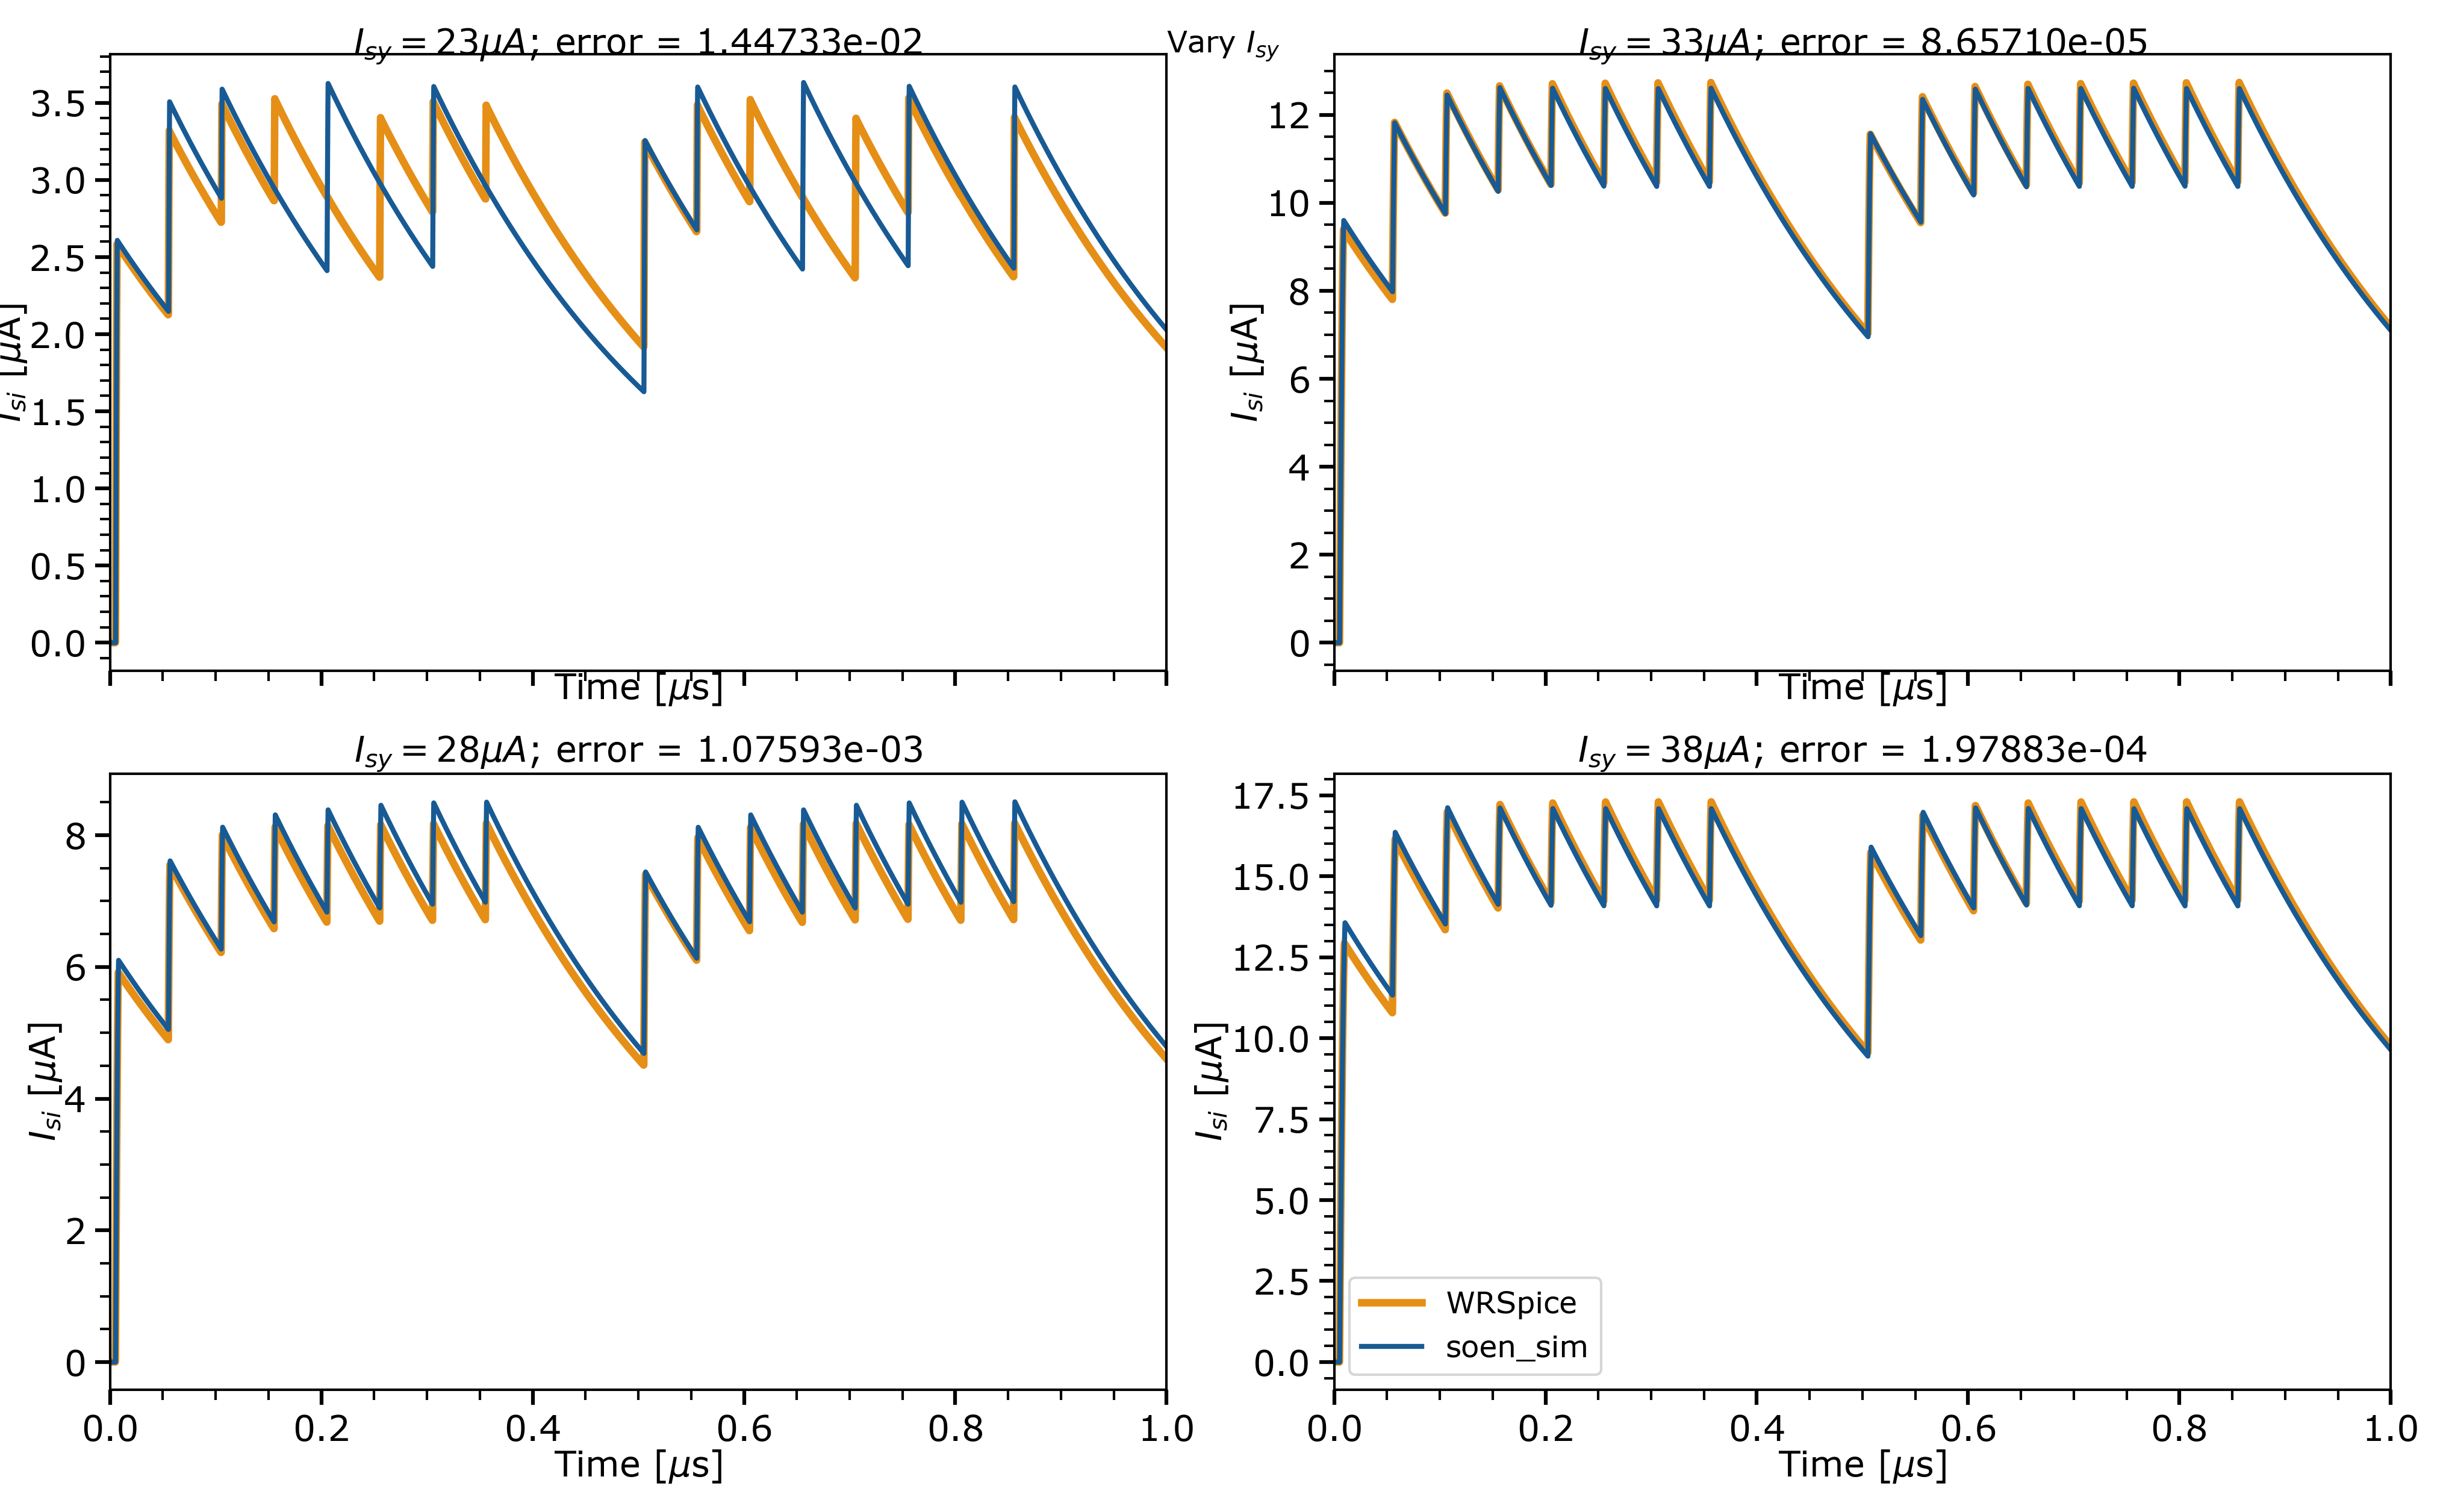 Vary I_sy
I_sy = 23μA; error = 1.44733e-02
3.5
3.0
2.5
2.0
1.5
1.0
0.5
0.0
I_si [μA]
Time [μs]
I_sy = 33μA; error = 8.65710e-05
12
10
8
6
4
2
0
I_si [μA]
Time [μs]
I_sy = 28μA; error = 1.07593e-03
8
6
4
2
0
I_si [μA]
0.0 0.2 0.4 0.6 0.8 1.0
Time [μs]
I_sy = 38μA; error = 1.97883e-04
17.5
15.0
12.5
10.0
7.5
5.0
2.5
0.0
I_si [μA]
WRSpice
soen_sim
0.0 0.2 0.4 0.6 0.8 1.0
Time [μs]